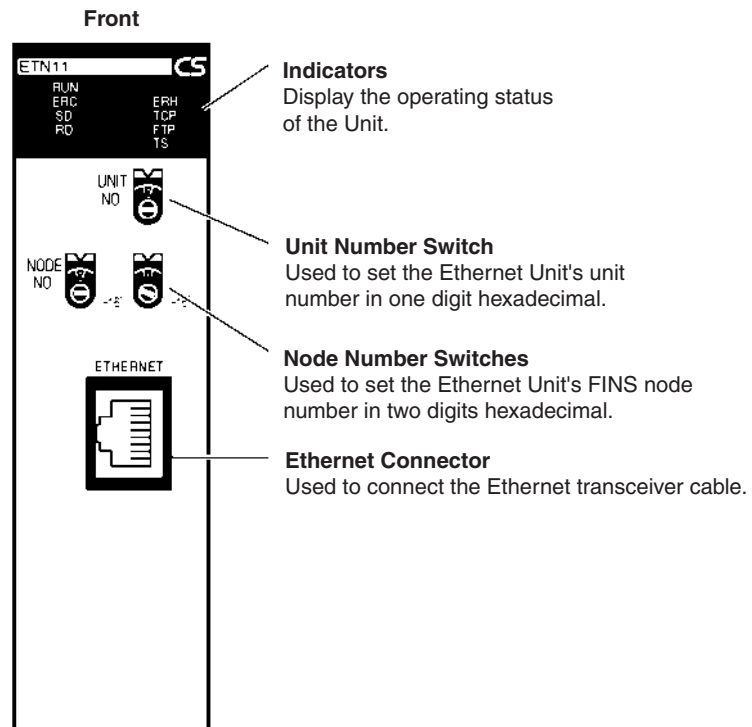 Front
ETN11
CS
RUN
ERC ERH
SD TCP
RD FTP
TS
Indicators
Display the operating status
of the Unit.
UNIT
NO
Unit Number Switch
Used to set the Ethernet Unit's unit
number in one digit hexadecimal.
NODE
NO
Node Number Switches
Used to set the Ethernet Unit's FINS node
number in two digits hexadecimal.
ETHERNET
Ethernet Connector
Used to connect the Ethernet transceiver cable.